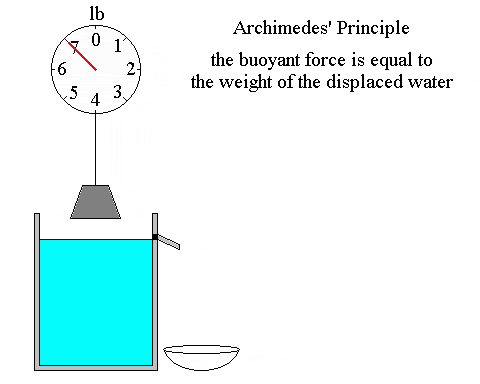 lb
0
1
2
3
4
5
6
7
Archimedes' Principle
the buoyant force is equal to
the weight of the displaced water